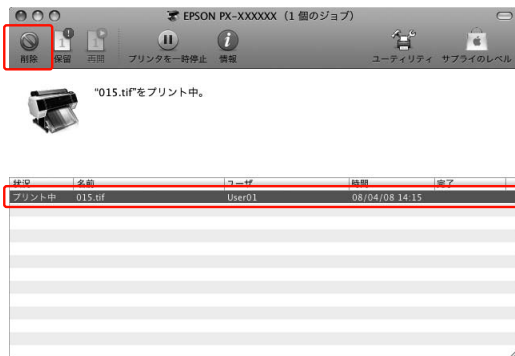 EPSON PX-XXXXXX（1 個のジョブ）
削除 保留 再開 プリンタを一時停止 情報 ユーティリティ サプライのレベル
"015.tif"をプリント中。
状況 名前 ユーザ 時間 完了
プリント中 015.tif User01 08/04/08 14:15